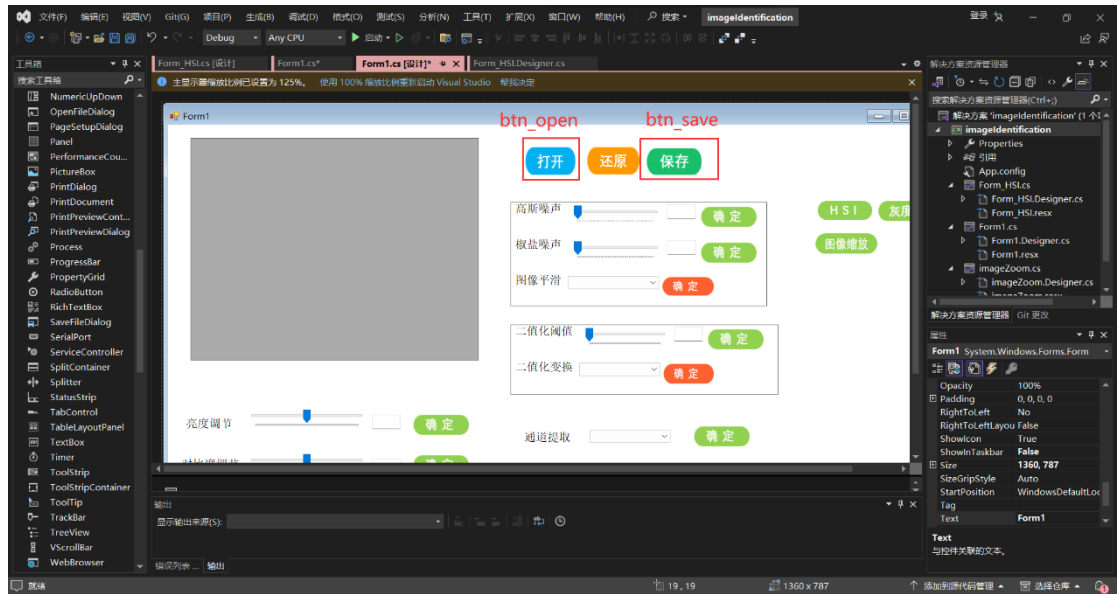 文件(F) 编辑(E) 视图(V) Git(G) 项目(P) 生成(B) 调试(D) 格式(O) 测试(S) 分析(N) 工具(T) 扩展(X) 窗口(W) 帮助(H) 搜索 imageIdentification 登录
Debug Any CPU 启动
工具箱
搜索工具箱
NumericUpDown
OpenFileDialog
PageSetupDialog
Panel
PerformanceCou...
PictureBox
PrintDialog
PrintDocument
PrintPreviewCont...
PrintPreviewDialog
Process
ProgressBar
PropertyGrid
RadioButton
RichTextBox
SaveFileDialog
SerialPort
ServiceController
SplitContainer
Splitter
StatusStrip
TabControl
TableLayoutPanel
TextBox
Timer
ToolStrip
ToolStripContainer
ToolTip
TrackBar
TreeView
VScrollBar
WebBrowser
Form_HSI.cs [设计] Form1.cs* Form1.cs [设计]* Form_HSI.Designer.cs
主显示器缩放比例已设置为 125%。 使用 100% 缩放比例重新启动 Visual Studio 帮我决定
Form1
btn_open btn_save
打开 还原 保存
高斯噪声 确定
HSI 灰度
椒盐噪声 确定
图像缩放
图像平滑 确定
二值化阈值 确定
二值化变换 确定
亮度调节 确定
通道提取 确定
输出
显示输出来源(S):
错误列表 ... 输出
解决方案资源管理器
搜索解决方案资源管理器(Ctrl+;)
解决方案 'imageIdentification' (1 个
imageIdentification
Properties
引用
App.config
Form_HSI.cs
Form_HSI.Designer.cs
Form_HSI.resx
Form1.cs
Form1.Designer.cs
Form1.resx
imageZoom.cs
imageZoom.Designer.cs
解决方案资源管理器 Git 更改
属性
Form1 System.Windows.Forms.Form
Opacity 100%
Padding 0, 0, 0, 0
RightToLeft No
RightToLeftLayou False
ShowIcon True
ShowInTaskbar False
Size 1360, 787
SizeGripStyle Auto
StartPosition WindowsDefaultLoc
Tag
Text Form1
Text
与控件关联的文本。
就绪 19 , 19 1360 x 787 添加到源代码管理 选择仓库